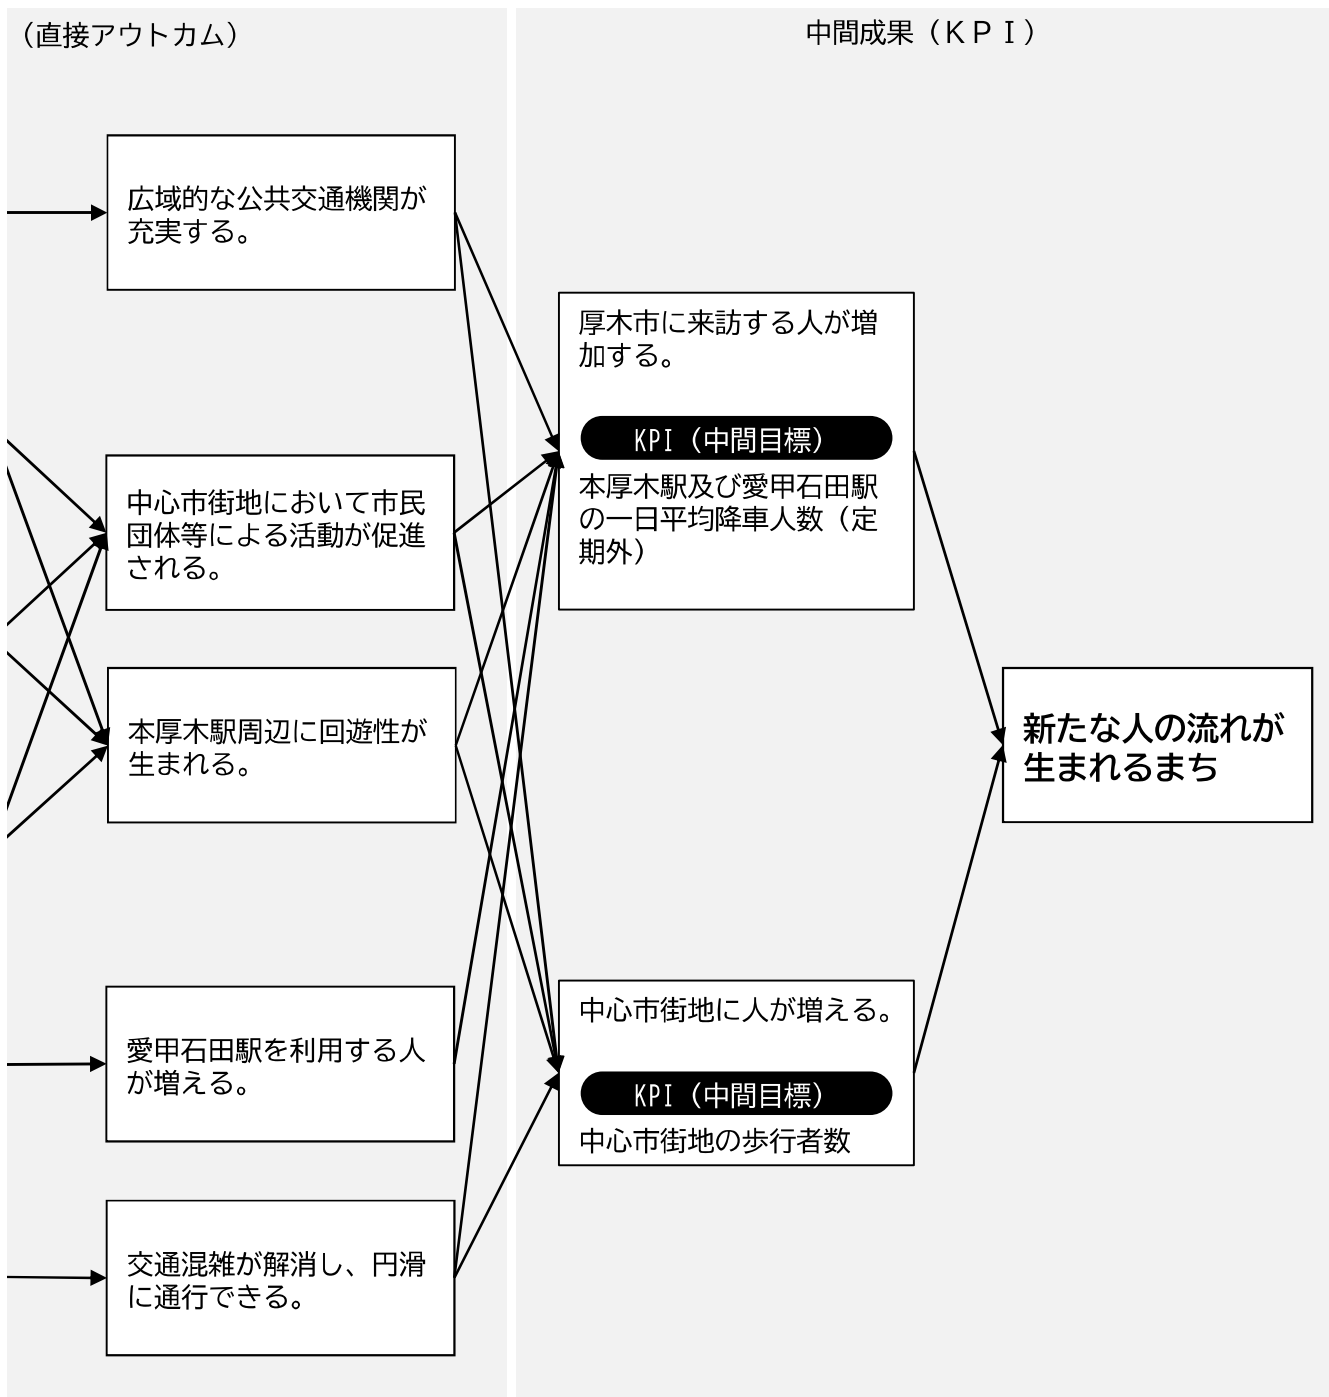 （直接アウトカム）
中間成果（ＫＰＩ）
広域的な公共交通機関が
充実する。
中心市街地において市民
団体等による活動が促進
される。
本厚木駅周辺に回遊性が
生まれる。
愛甲石田駅を利用する人
が増える。
交通混雑が解消し、円滑
に通行できる。
厚木市に来訪する人が増
加する。
KPI（中間目標）
本厚木駅及び愛甲石田駅
の一日平均降車人数（定
期外）
中心市街地に人が増える。
KPI（中間目標）
中心市街地の歩行者数
新たな人の流れが
生まれるまち